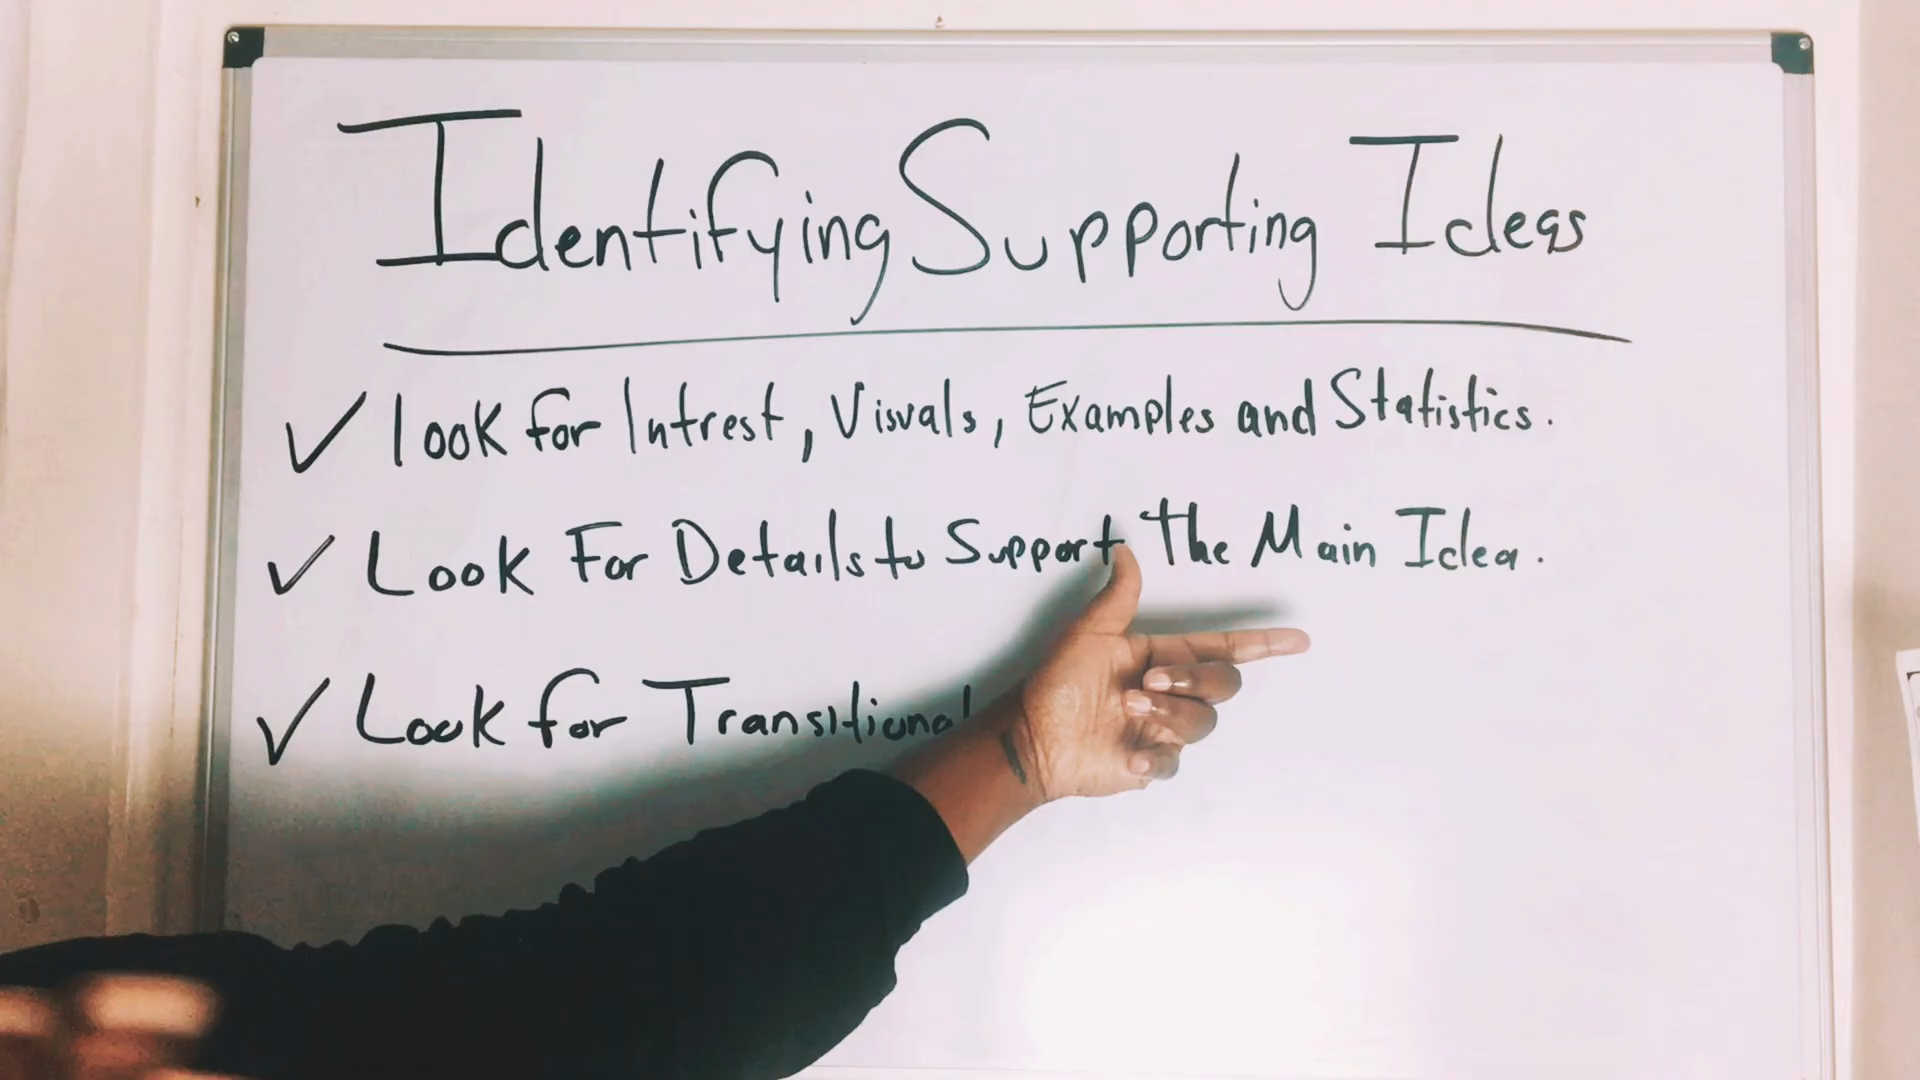 Identifying Supporting Ideas
✓ look for Intrest, Visuals, Examples and Statistics.
✓ Look For Details to Support The Main Idea.
✓ Look for Transitional